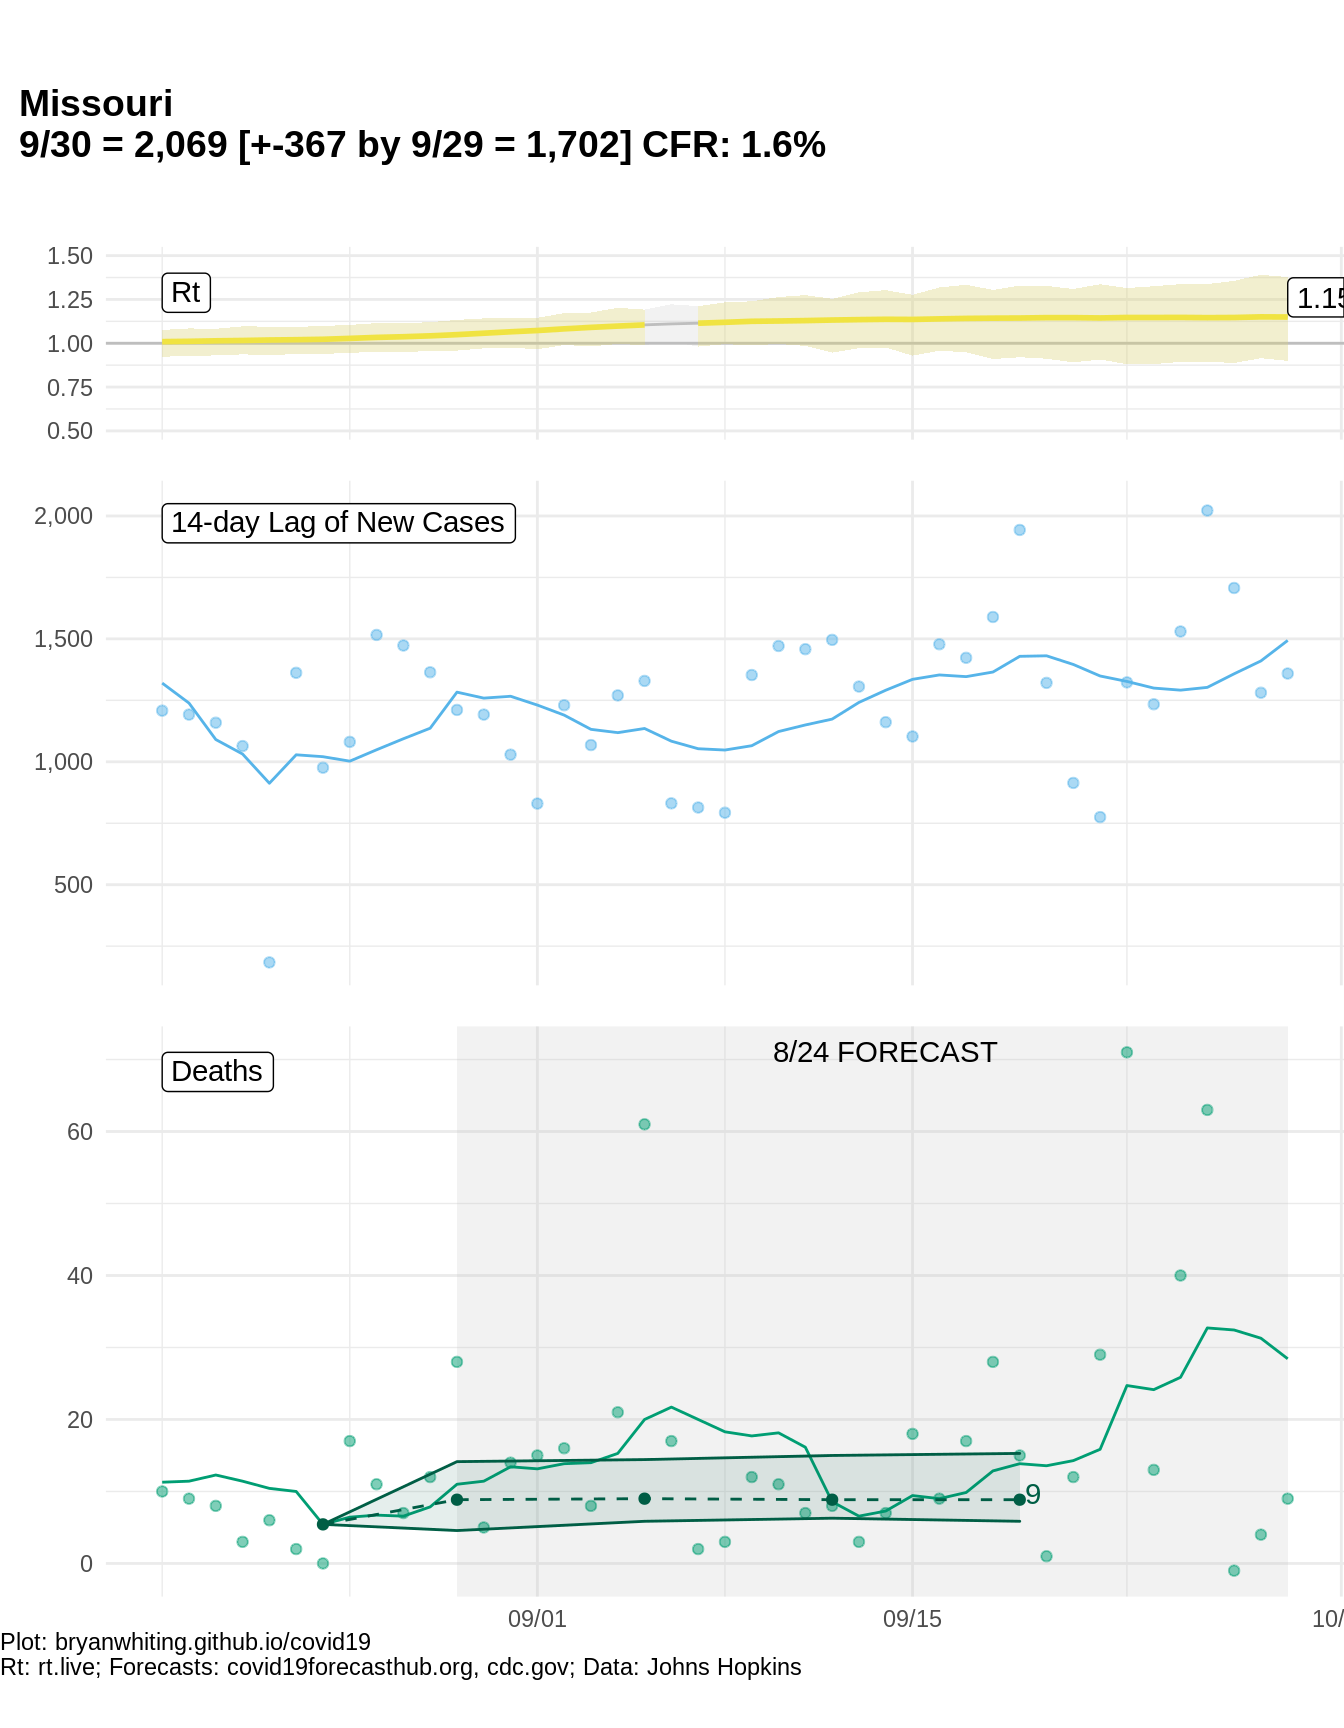 Missouri
9/30 = 2,069 [+-367 by 9/29 = 1,702] CFR: 1.6%
1.50
Rt
1.25
1.15
1.00
0.75
0.50
2,000
14-day Lag of New Cases
1,500
1,000
500
8/24 FORECAST
Deaths
60
40
20
9
0
09/01
09/15
10/
Plot: bryanwhiting.github.io/covid19
Rt: rt.live; Forecasts: covid19forecasthub.org, cdc.gov; Data: Johns Hopkins